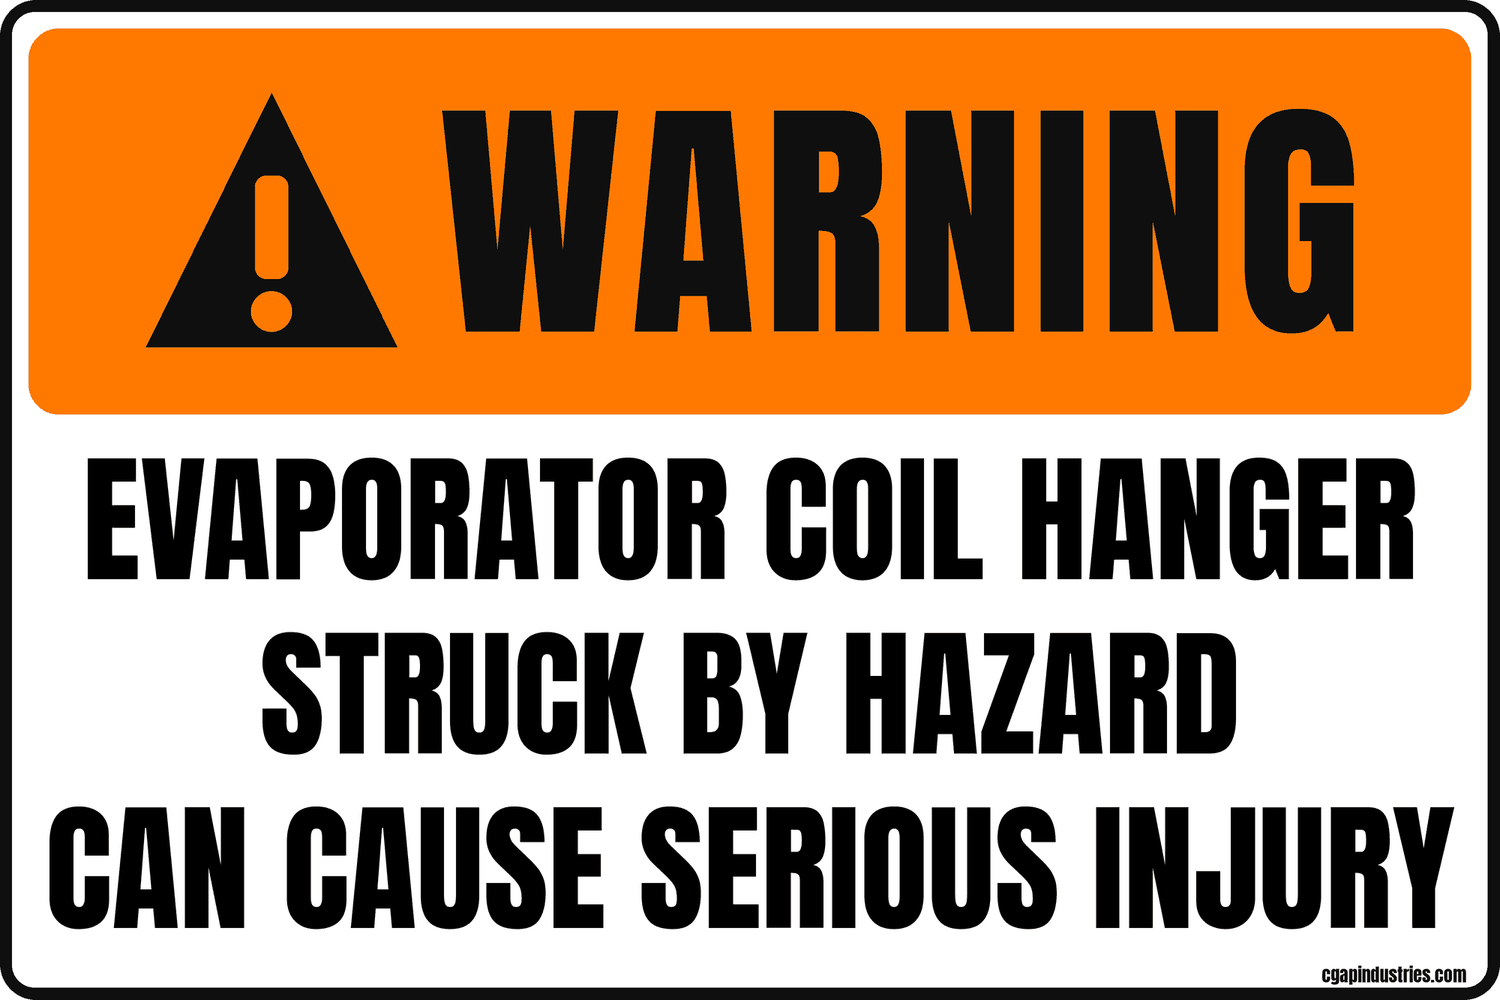 WARNING
EVAPORATOR COIL HANGER
STRUCK BY HAZARD
CAN CAUSE SERIOUS INJURY
cgapindustries.com